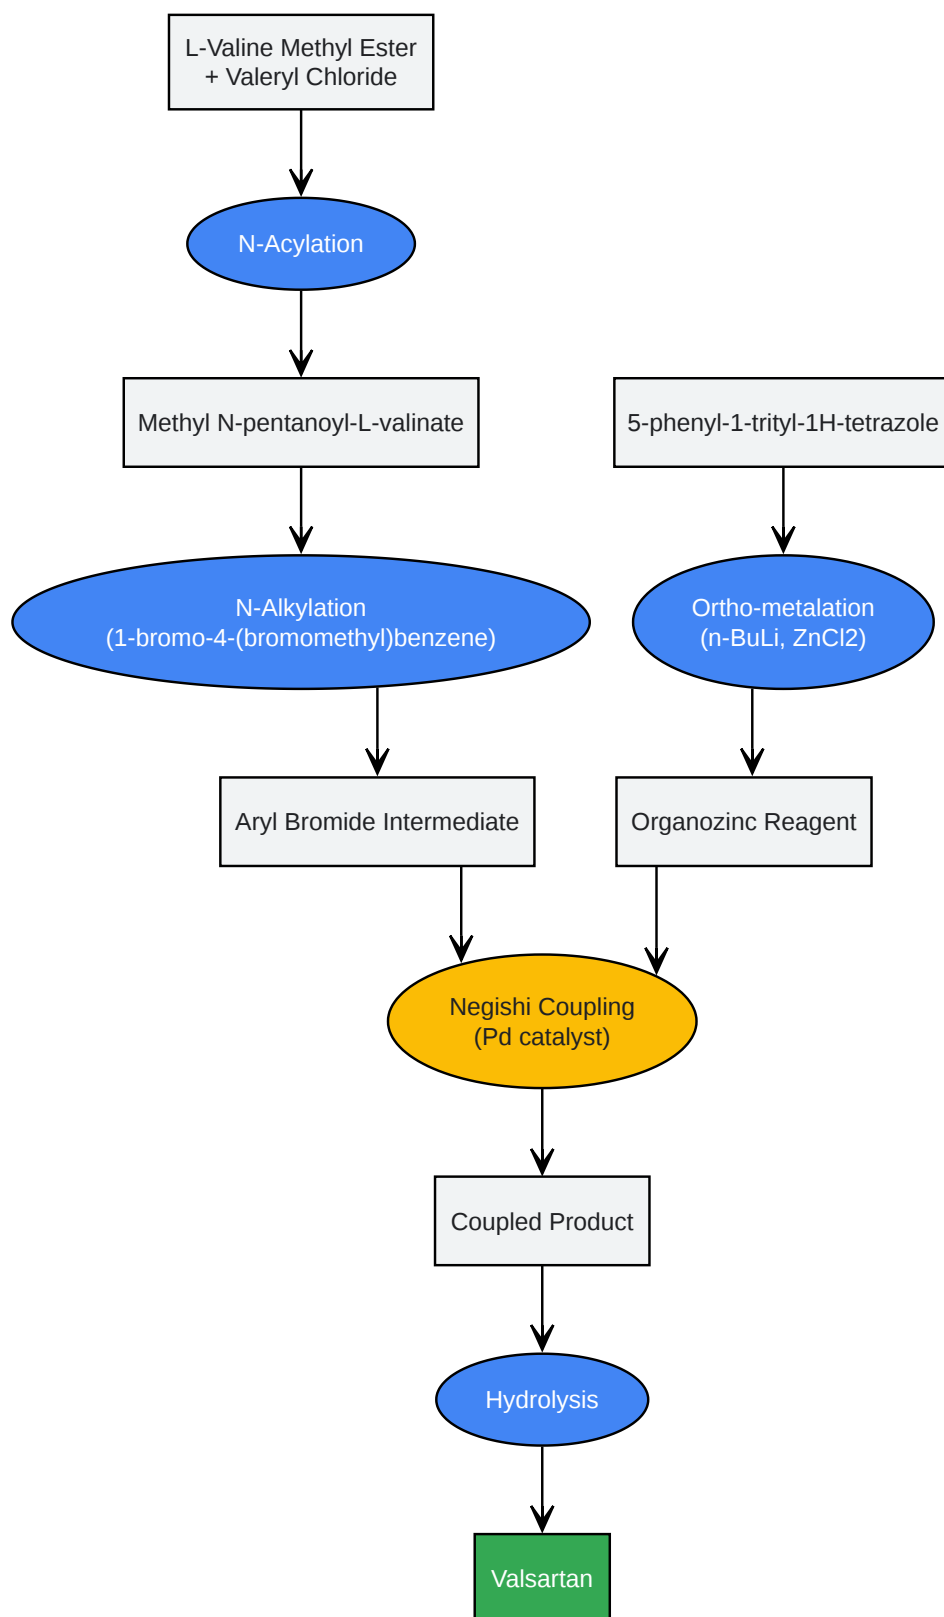 L-Valine Methyl Ester
+ Valeryl Chloride
N-Acylation
Methyl N-pentanoyl-L-valinate
5-phenyl-1-trityl-1H-tetrazole
N-Alkylation
(1-bromo-4-(bromomethyl)benzene)
Ortho-metalation
(n-BuLi, ZnCl2)
Aryl Bromide Intermediate
Organozinc Reagent
Negishi Coupling
(Pd catalyst)
Coupled Product
Hydrolysis
Valsartan